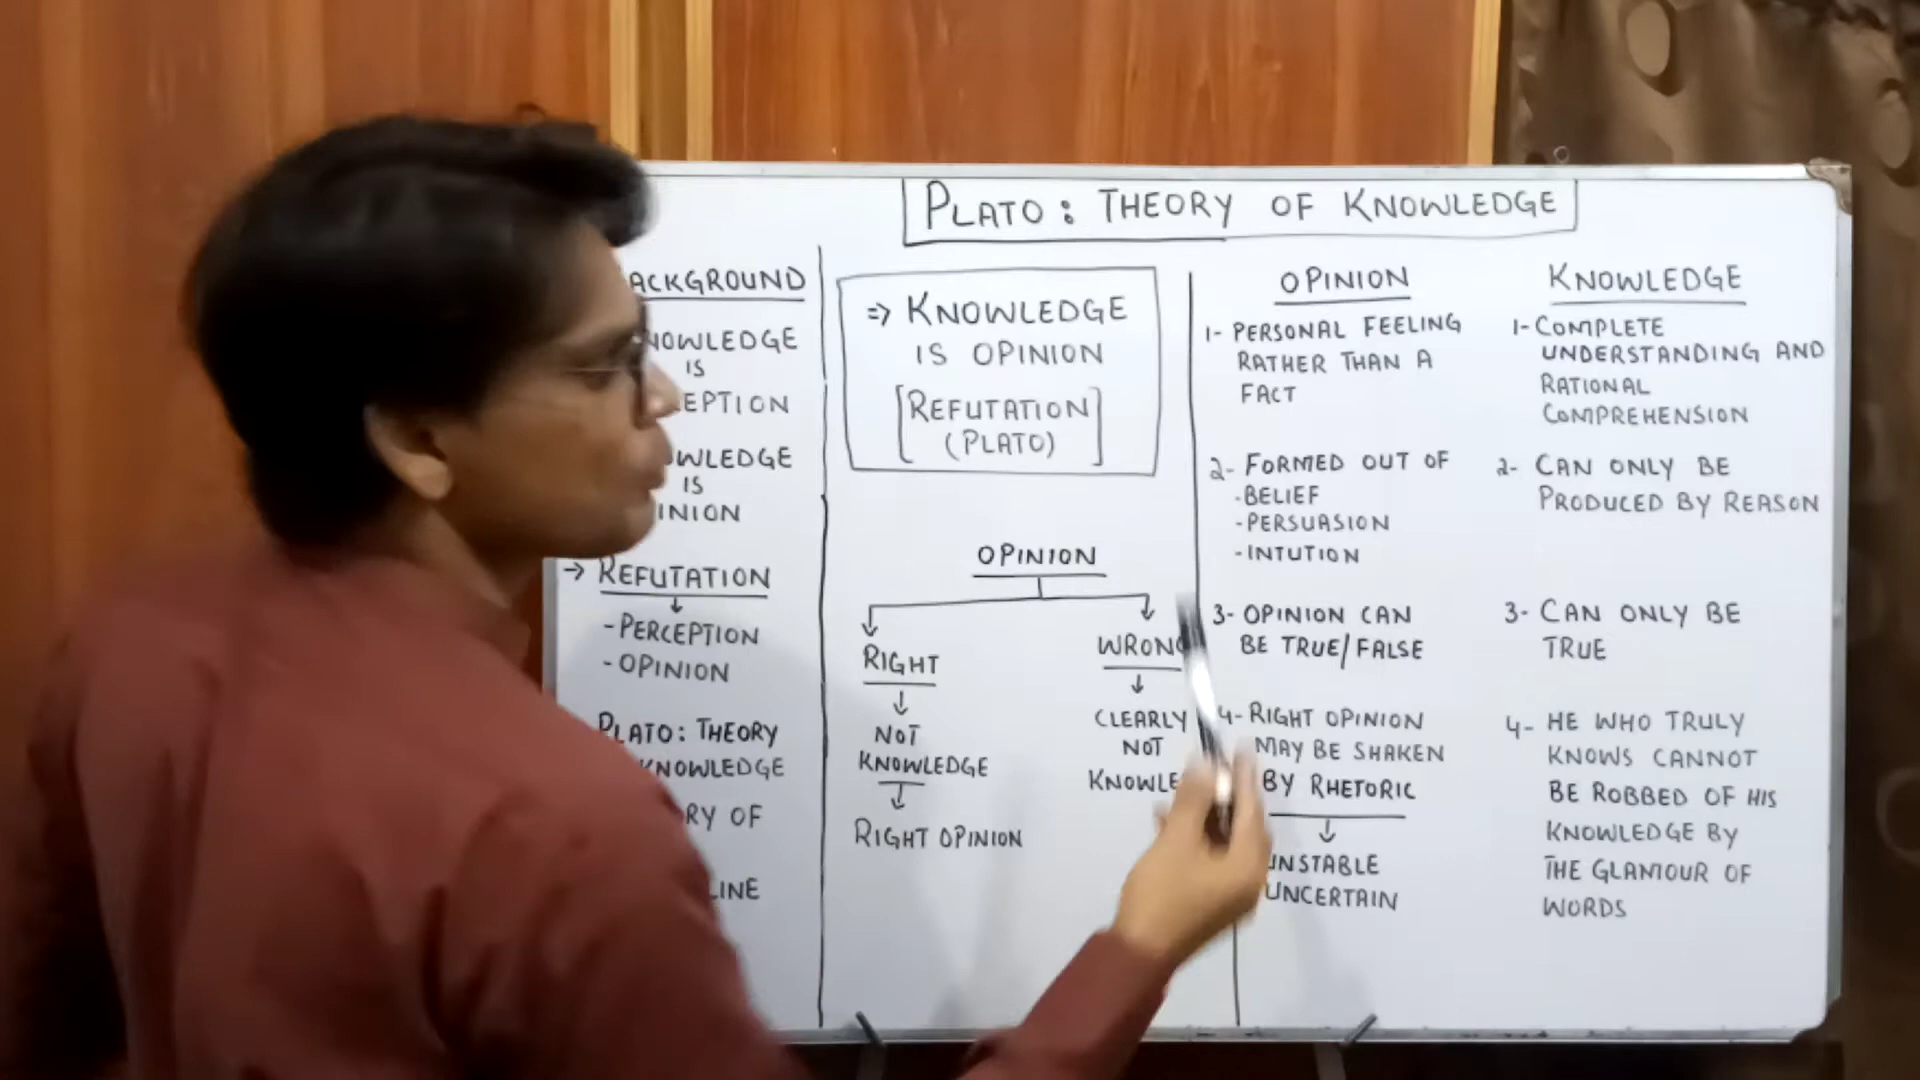 PLATO: THEORY OF KNOWLEDGE
ACKGROUND
NOWLEDGE
IS
EPTION
OWLEDGE
IS
INION
→ REFUTATION
↓
-PERCEPTION
-OPINION
PLATO: THEORY
KNOWLEDGE
RY OF
LINE
=> KNOWLEDGE
IS OPINION
[REFUTATION
(PLATO)]
OPINION
RIGHT
↓
NOT
KNOWLEDGE
↓
RIGHT OPINION
WRONG
↓
CLEARLY
NOT
KNOWLE
OPINION
1- PERSONAL FEELING
RATHER THAN A
FACT
2- FORMED OUT OF
-BELIEF
-PERSUASION
-INTUTION
3- OPINION CAN
BE TRUE/FALSE
4- RIGHT OPINION
MAY BE SHAKEN
BY RHETORIC
↓
UNSTABLE
UNCERTAIN
KNOWLEDGE
1- COMPLETE
UNDERSTANDING AND
RATIONAL
COMPREHENSION
2- CAN ONLY BE
PRODUCED BY REASON
3- CAN ONLY BE
TRUE
4- HE WHO TRULY
KNOWS CANNOT
BE ROBBED OF HIS
KNOWLEDGE BY
THE GLAMOUR OF
WORDS